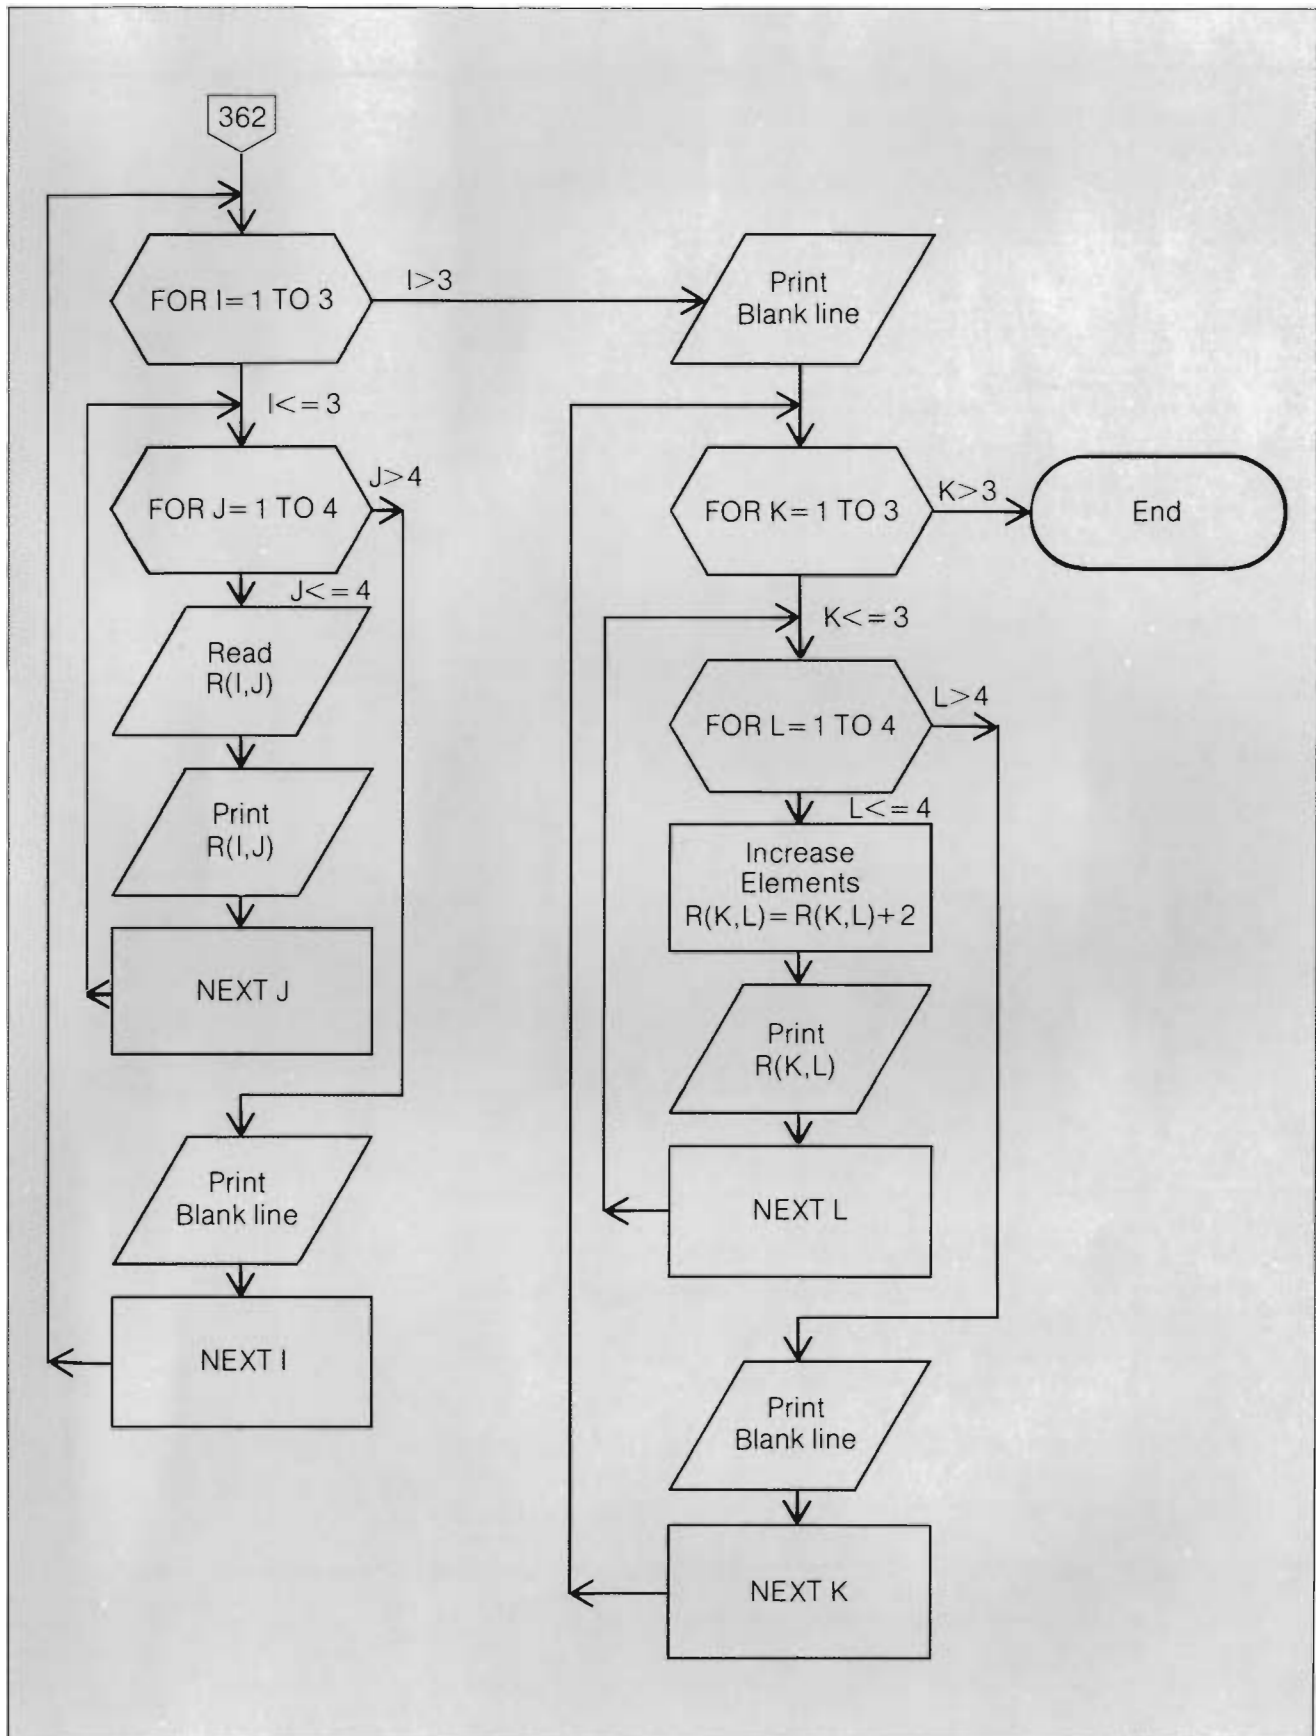 362
FOR I= 1 TO 3
I>3
I<=3
FOR J= 1 TO 4
J>4
J<=4
Read
R(I,J)
Print
R(I,J)
NEXT J
Print
Blank line
NEXT I
Print
Blank line
FOR K= 1 TO 3
K>3
End
K<=3
FOR L= 1 TO 4
L>4
L<=4
Increase
Elements
R(K,L)= R(K,L)+2
Print
R(K,L)
NEXT L
Print
Blank line
NEXT K